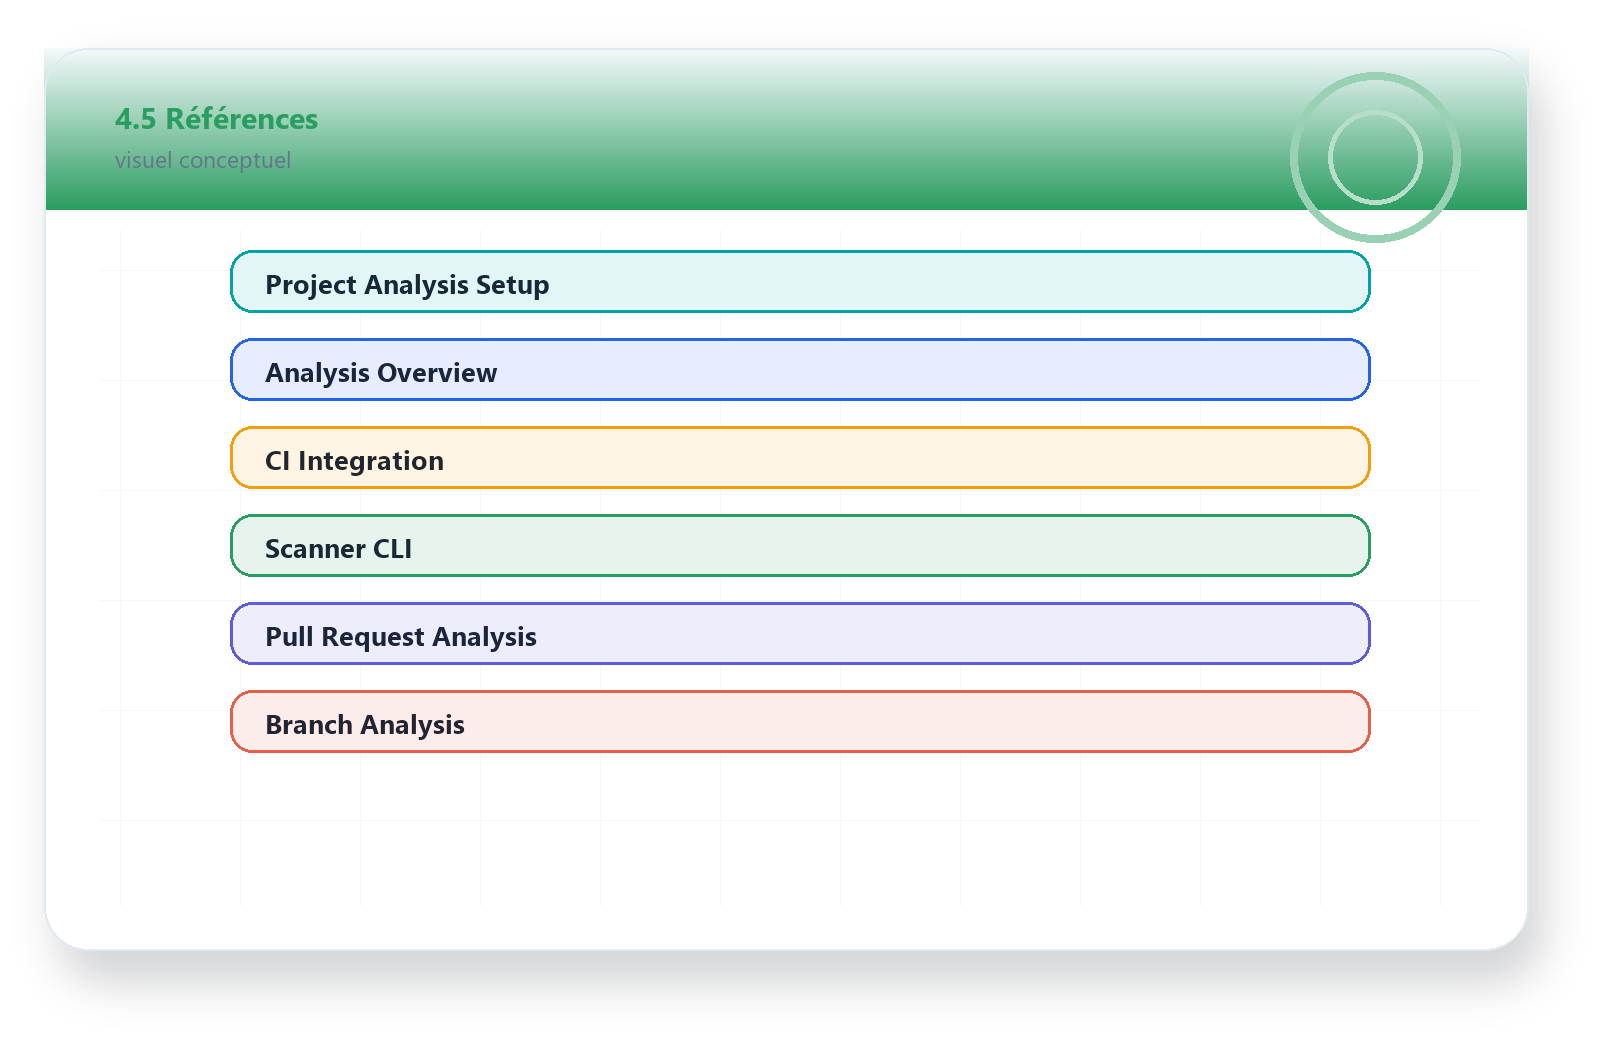 4.5 Références
visuel conceptuel
Project Analysis Setup
Analysis Overview
CI Integration
Scanner CLI
Pull Request Analysis
Branch Analysis